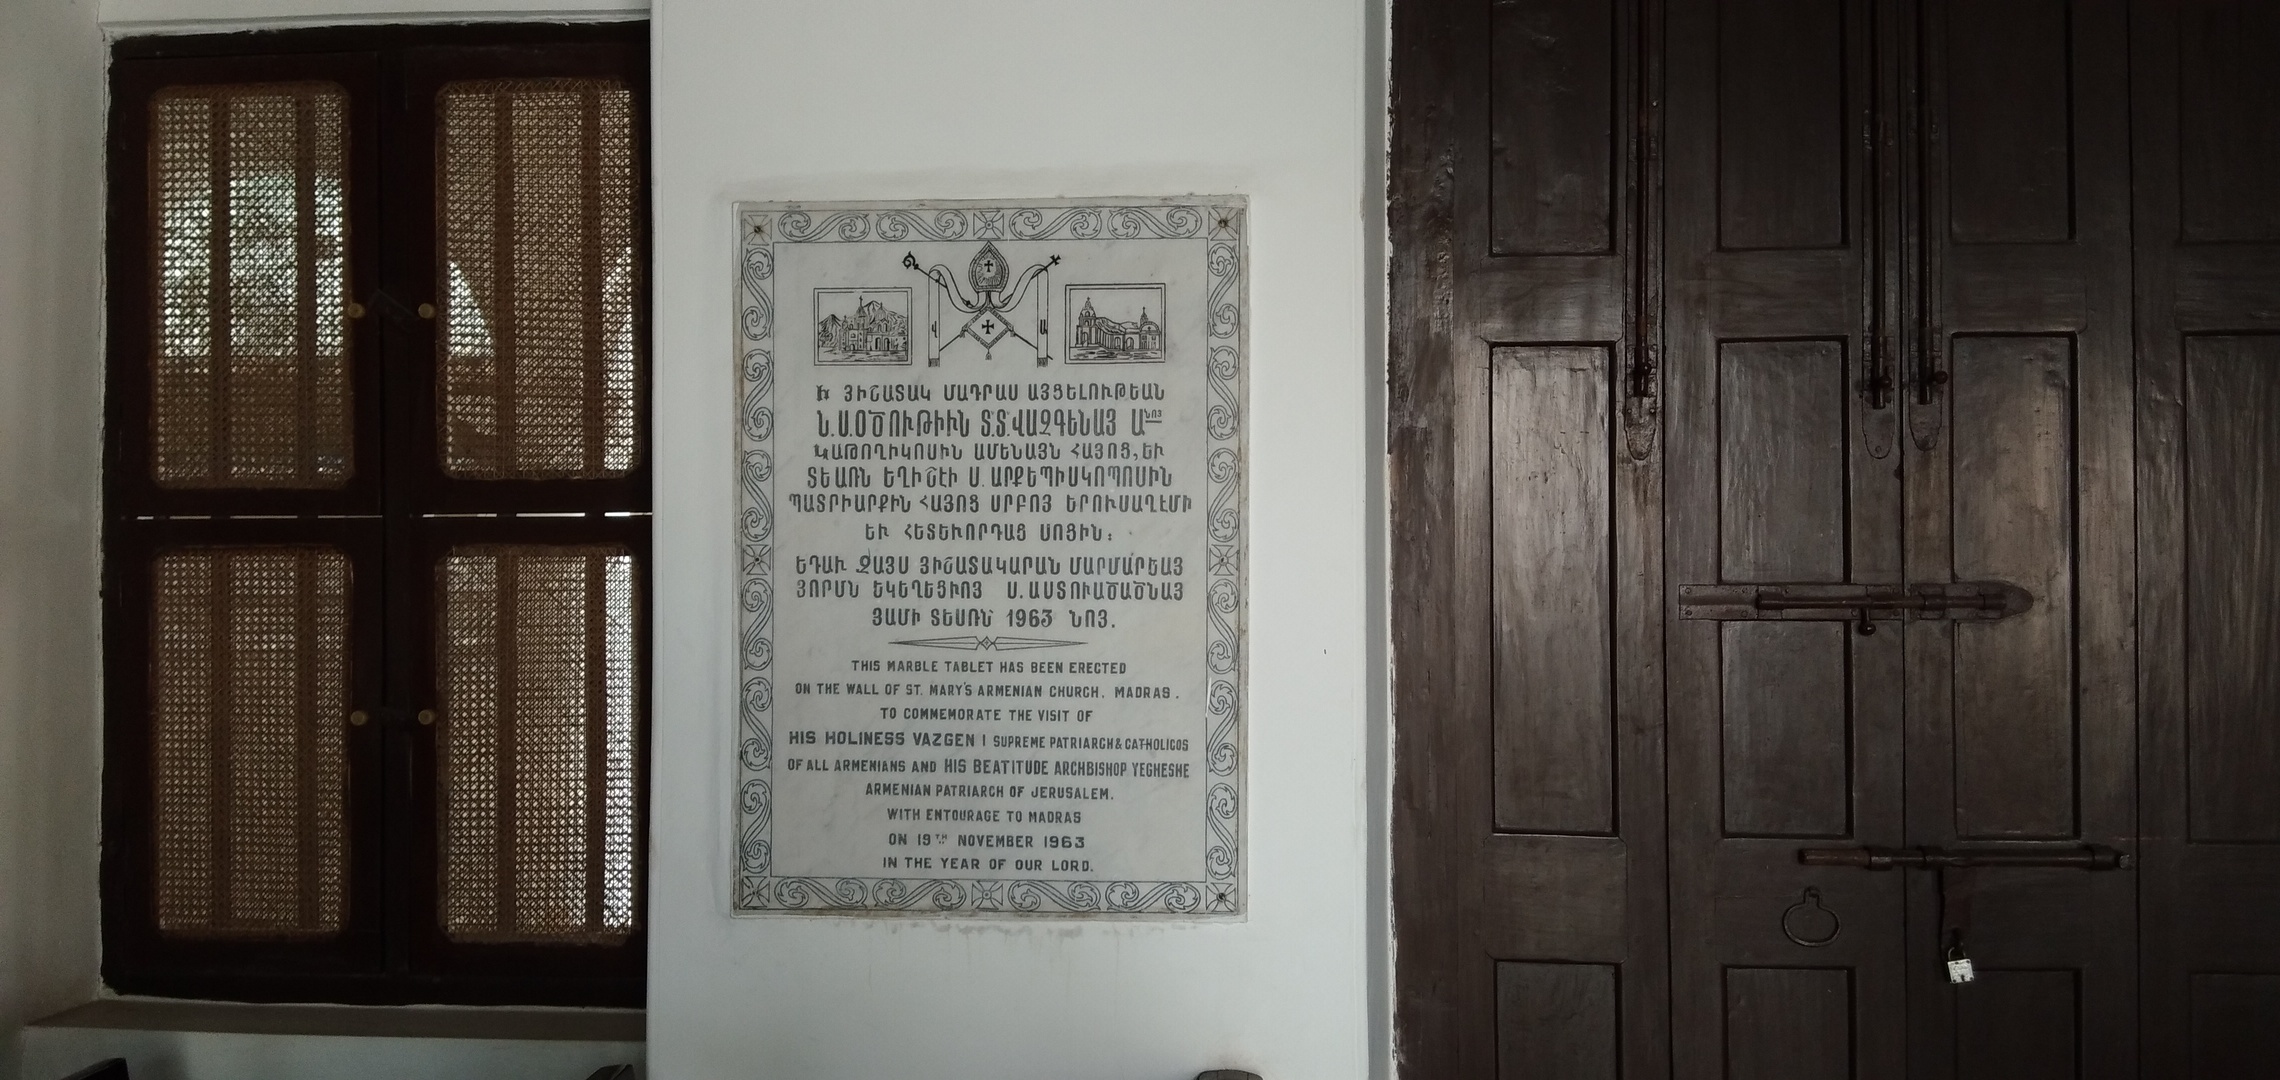 Ի ՅԻՇԱՏԱԿ ՄԱԴՐԱՍ ԱՅՑԵԼՈՒԹԵԱՆ
Ն.Ս.ՕԾՈՒԹԻՒՆ Տ.Տ.ՎԱԶԳԵՆԱՅ Ա ՆՈՅ
ԿԱԹՈՂԻԿՈՍԻՆ ԱՄԵՆԱՅՆ ՀԱՅՈՑ,ԵՒ
ՏԵԱՌՆ ԵՂԻՇԷԻ Ս. ԱՐՔԵՊԻՍԿՈՊՈՍԻՆ
ՊԱՏՐԻԱՐՔԻՆ ՀԱՅՈՑ ՍՐԲՈՅ ԵՐՈՒՍԱՂԷՄԻ
ԵՒ ՀԵՏԵՒՈՐԴԱՑ ՍՈՑԻՆ:
ԵԴԱՒ ԶԱՅՍ ՅԻՇԱՏԱԿԱՐԱՆ ՄԱՐՄԱՐԵԱՅ
ՅՈՐՄՆ ԵԿԵՂԵՑԻՈՅ Ս.ԱՍՏՈՒԱԾԱԾՆԱՅ
ՅԱՄԻ ՏԵԱՌՆ 1963 ՆՈՅ.
THIS MARBLE TABLET HAS BEEN ERECTED
ON THE WALL OF ST. MARY'S ARMENIAN CHURCH, MADRAS.
TO COMMEMORATE THE VISIT OF
HIS HOLINESS VAZGEN I SUPREME PATRIARCH & CATHOLICOS
OF ALL ARMENIANS AND HIS BEATITUDE ARCHBISHOP YEGHESHE
ARMENIAN PATRIARCH OF JERUSALEM.
WITH ENTOURAGE TO MADRAS
ON 19TH NOVEMBER 1963
IN THE YEAR OF OUR LORD.